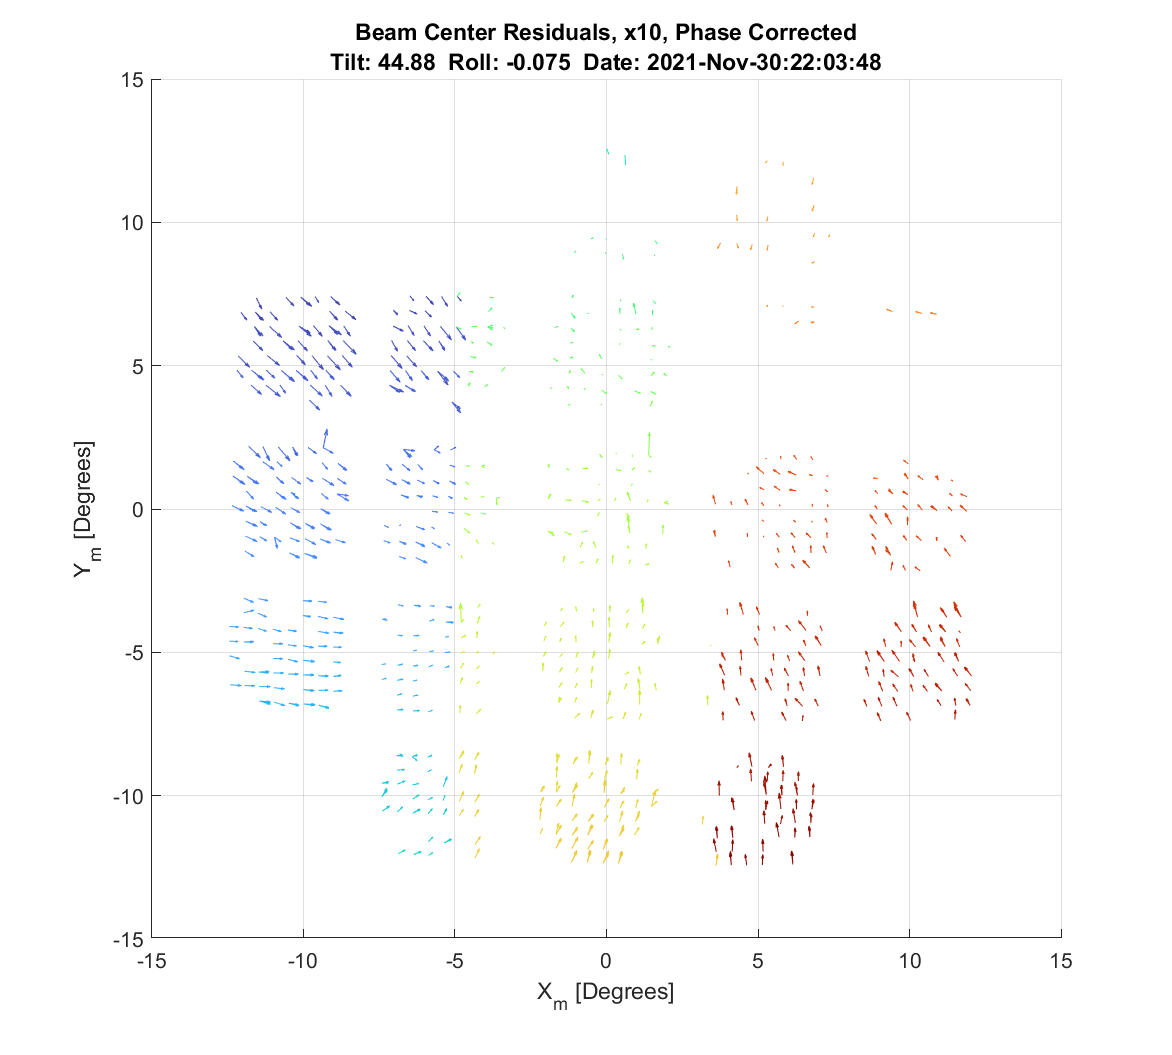 Beam Center Residuals, x10, Phase Corrected
Tilt: 44.88 Roll: -0.075 Date: 2021-Nov-30:22:03:48
15
10
5
0
-5
-10
-15
Y_m [Degrees]
-15 -10 -5 0 5 10 15
X_m [Degrees]